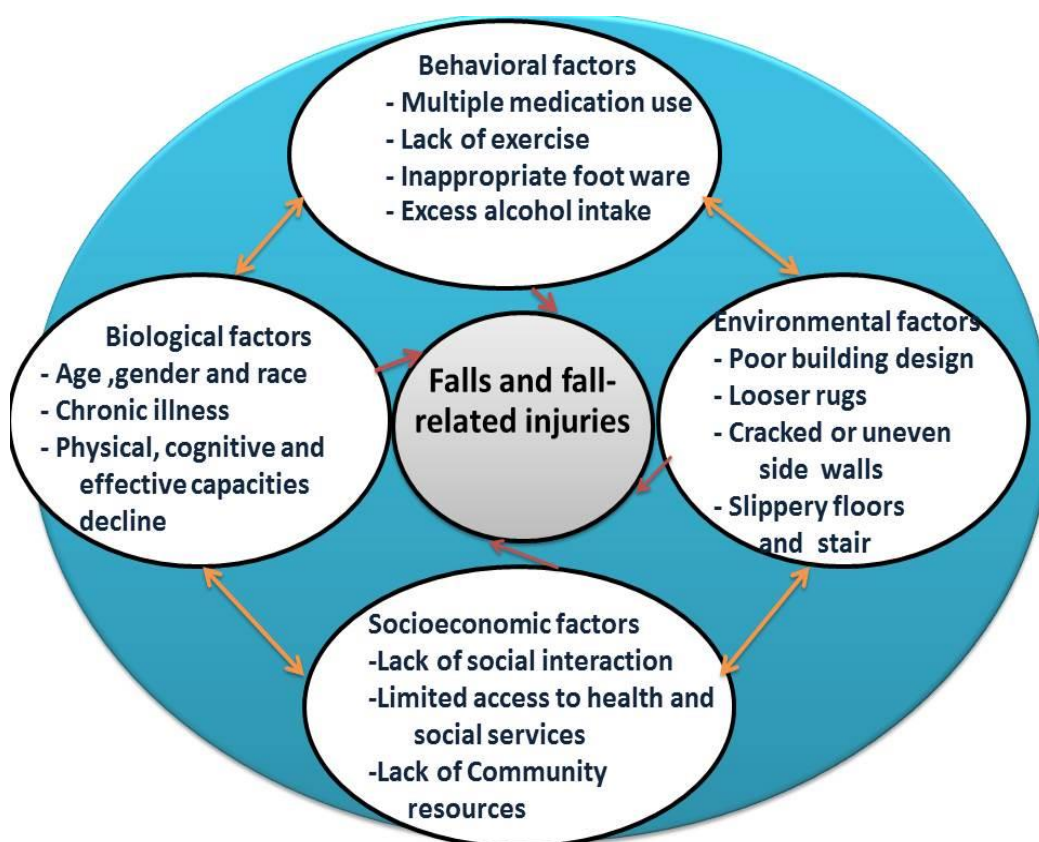 Behavioral factors
- Multiple medication use
- Lack of exercise
- Inappropriate foot ware
- Excess alcohol intake
Biological factors
- Age ,gender and race
- Chronic illness
- Physical, cognitive and
effective capacities
decline
Falls and fall-
related injuries
Environmental factors
- Poor building design
- Looser rugs
- Cracked or uneven
side walls
- Slippery floors
and stair
Socioeconomic factors
-Lack of social interaction
-Limited access to health and
social services
-Lack of Community
resources